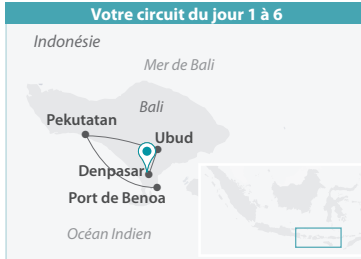 Votre circuit du jour 1 à 6
Indonésie
Mer de Bali
Bali
Pekutatan
Ubud
Denpasar
Port de Benoa
Océan Indien